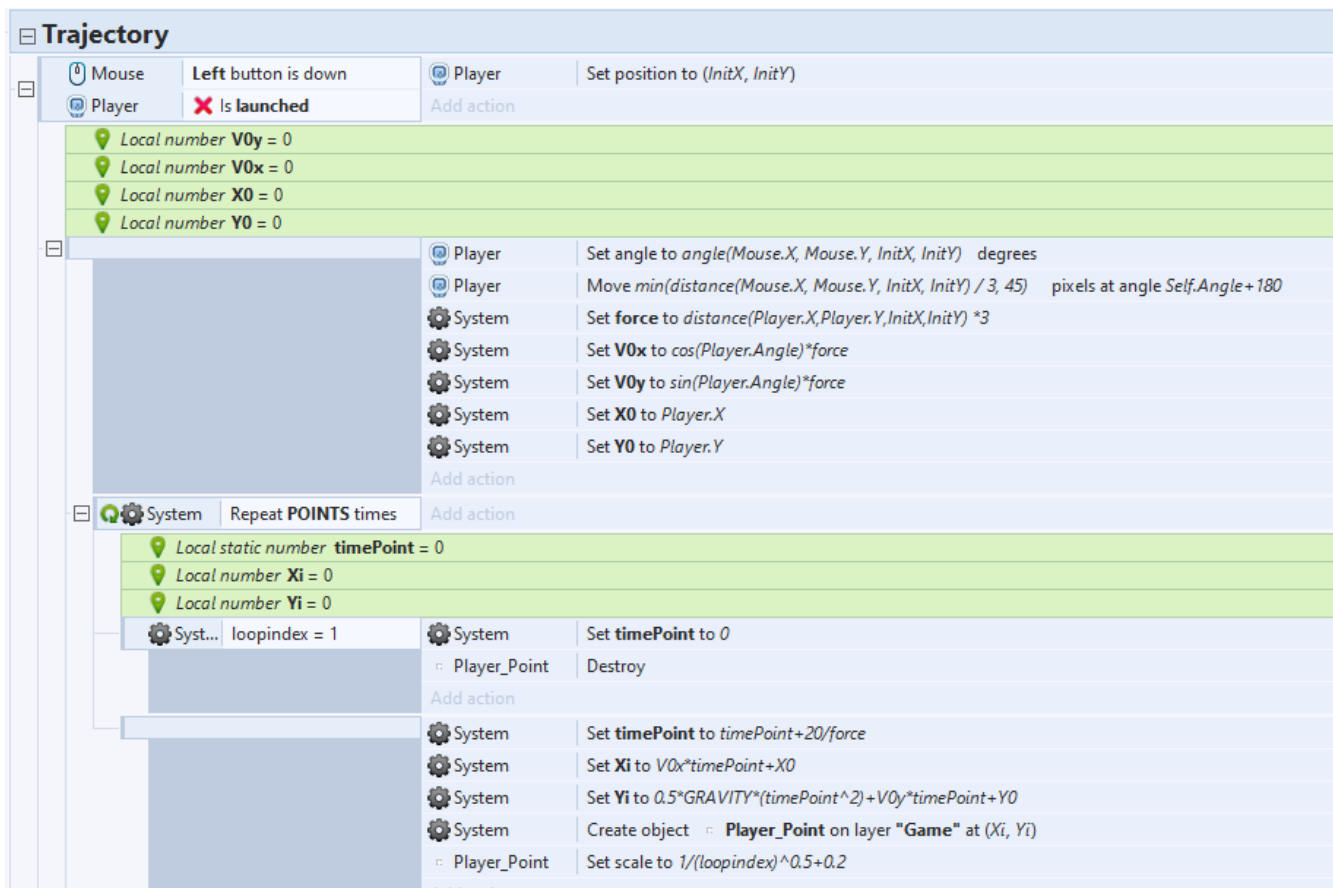 Trajectory
Mouse Left button is down Player Set position to (InitX, InitY)
Player Is launched Add action
Local number V0y = 0
Local number V0x = 0
Local number X0 = 0
Local number Y0 = 0
Player Set angle to angle(Mouse.X, Mouse.Y, InitX, InitY) degrees
Player Move min(distance(Mouse.X, Mouse.Y, InitX, InitY) / 3, 45) pixels at angle Self.Angle+180
System Set force to distance(Player.X,Player.Y,InitX,InitY) *3
System Set V0x to cos(Player.Angle)*force
System Set V0y to sin(Player.Angle)*force
System Set X0 to Player.X
System Set Y0 to Player.Y
Add action
System Repeat POINTS times Add action
Local static number timePoint = 0
Local number Xi = 0
Local number Yi = 0
Syst... loopindex = 1 System Set timePoint to 0
Player_Point Destroy
Add action
System Set timePoint to timePoint+20/force
System Set Xi to V0x*timePoint+X0
System Set Yi to 0.5*GRAVITY*(timePoint^2)+V0y*timePoint+Y0
System Create object Player_Point on layer "Game" at (Xi, Yi)
Player_Point Set scale to 1/(loopindex)^0.5+0.2